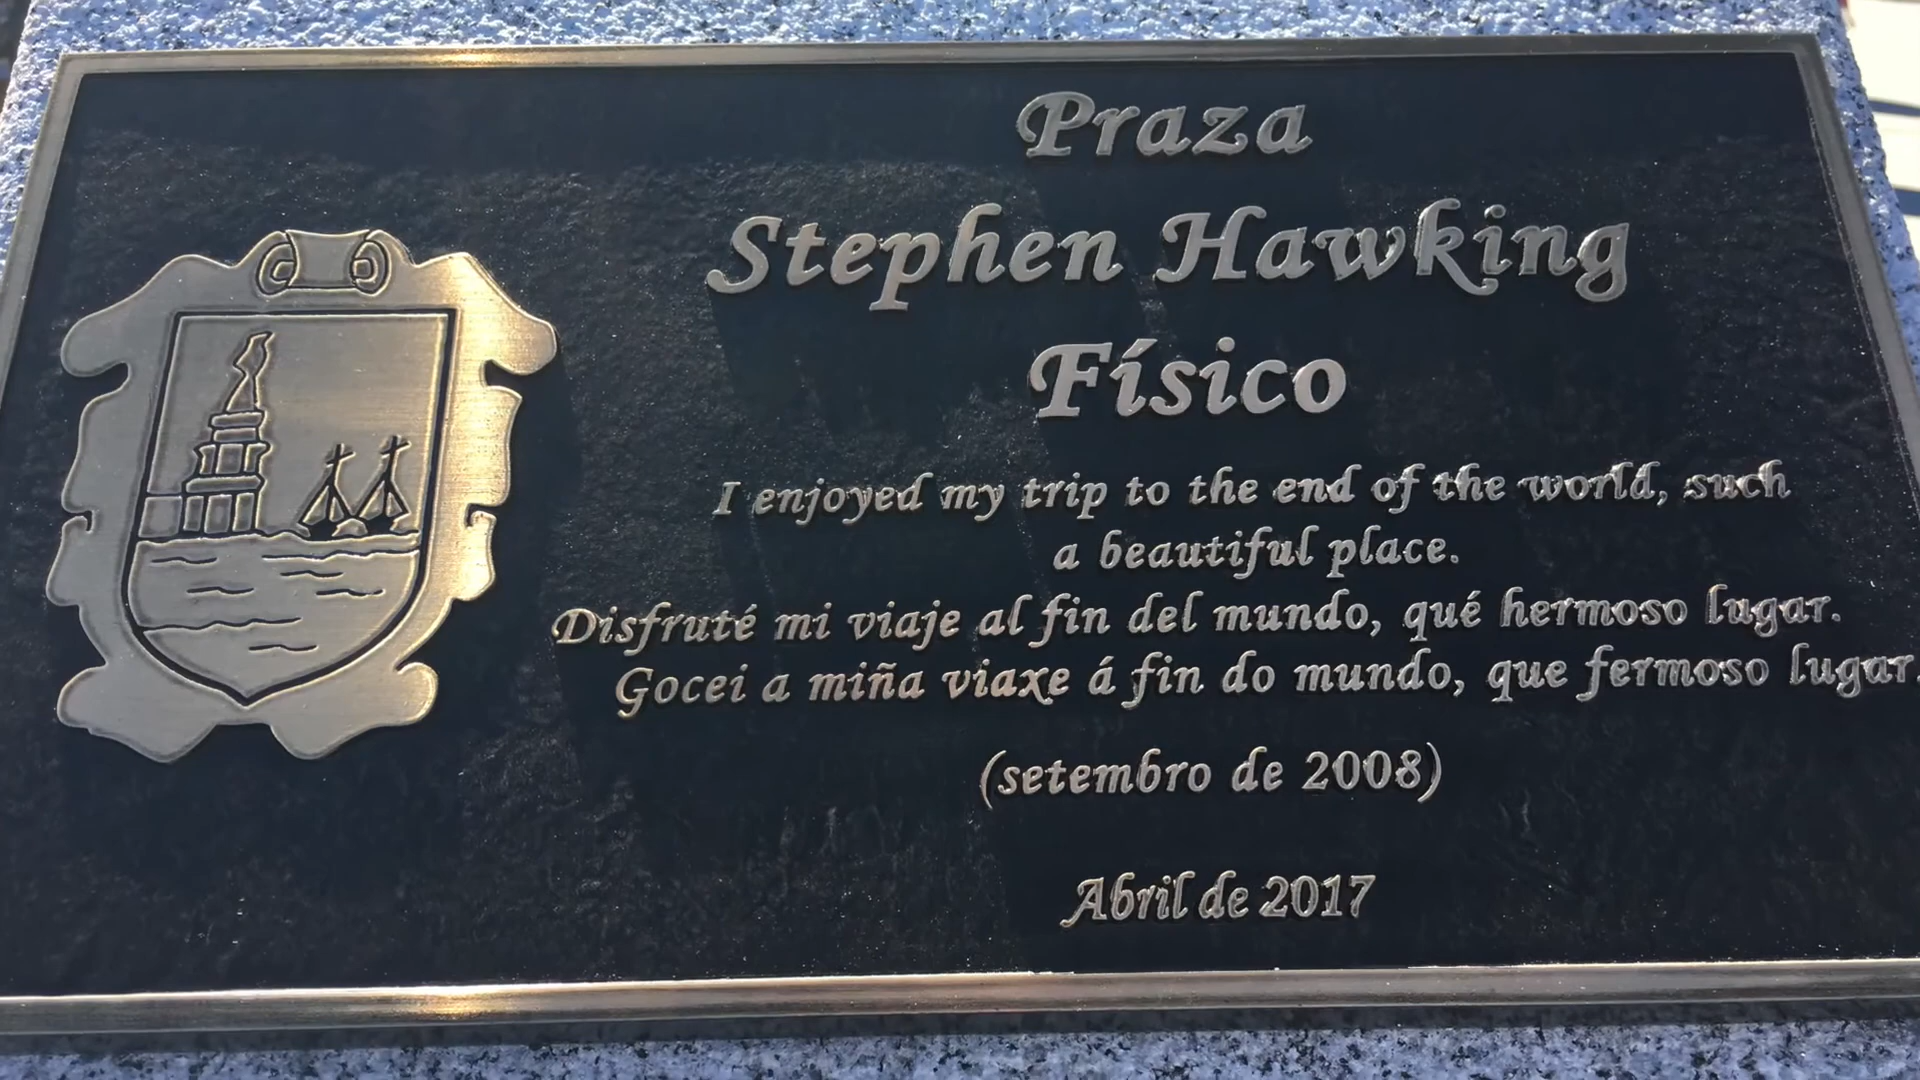 Praza
Stephen Hawking
Físico
I enjoyed my trip to the end of the world, such
a beautiful place.
Disfruté mi viaje al fin del mundo, qué hermoso lugar.
Gocei a miña viaxe á fin do mundo, que fermoso lugar.
(setembro de 2008)
Abril de 2017